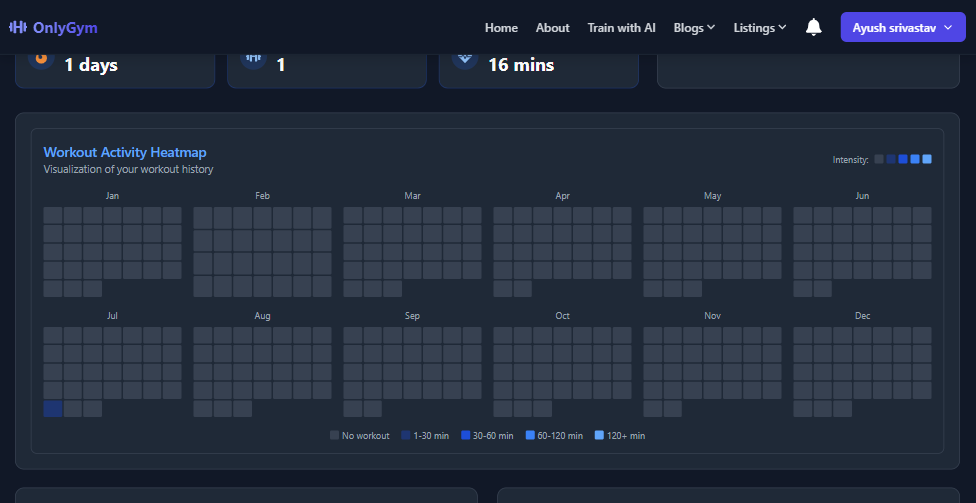 OnlyGym
Home About Train with AI Blogs Listings Ayush srivastav
1 days 1 16 mins
Workout Activity Heatmap
Visualization of your workout history
Intensity:
Jan Feb Mar Apr May Jun
Jul Aug Sep Oct Nov Dec
No workout 1-30 min 30-60 min 60-120 min 120+ min